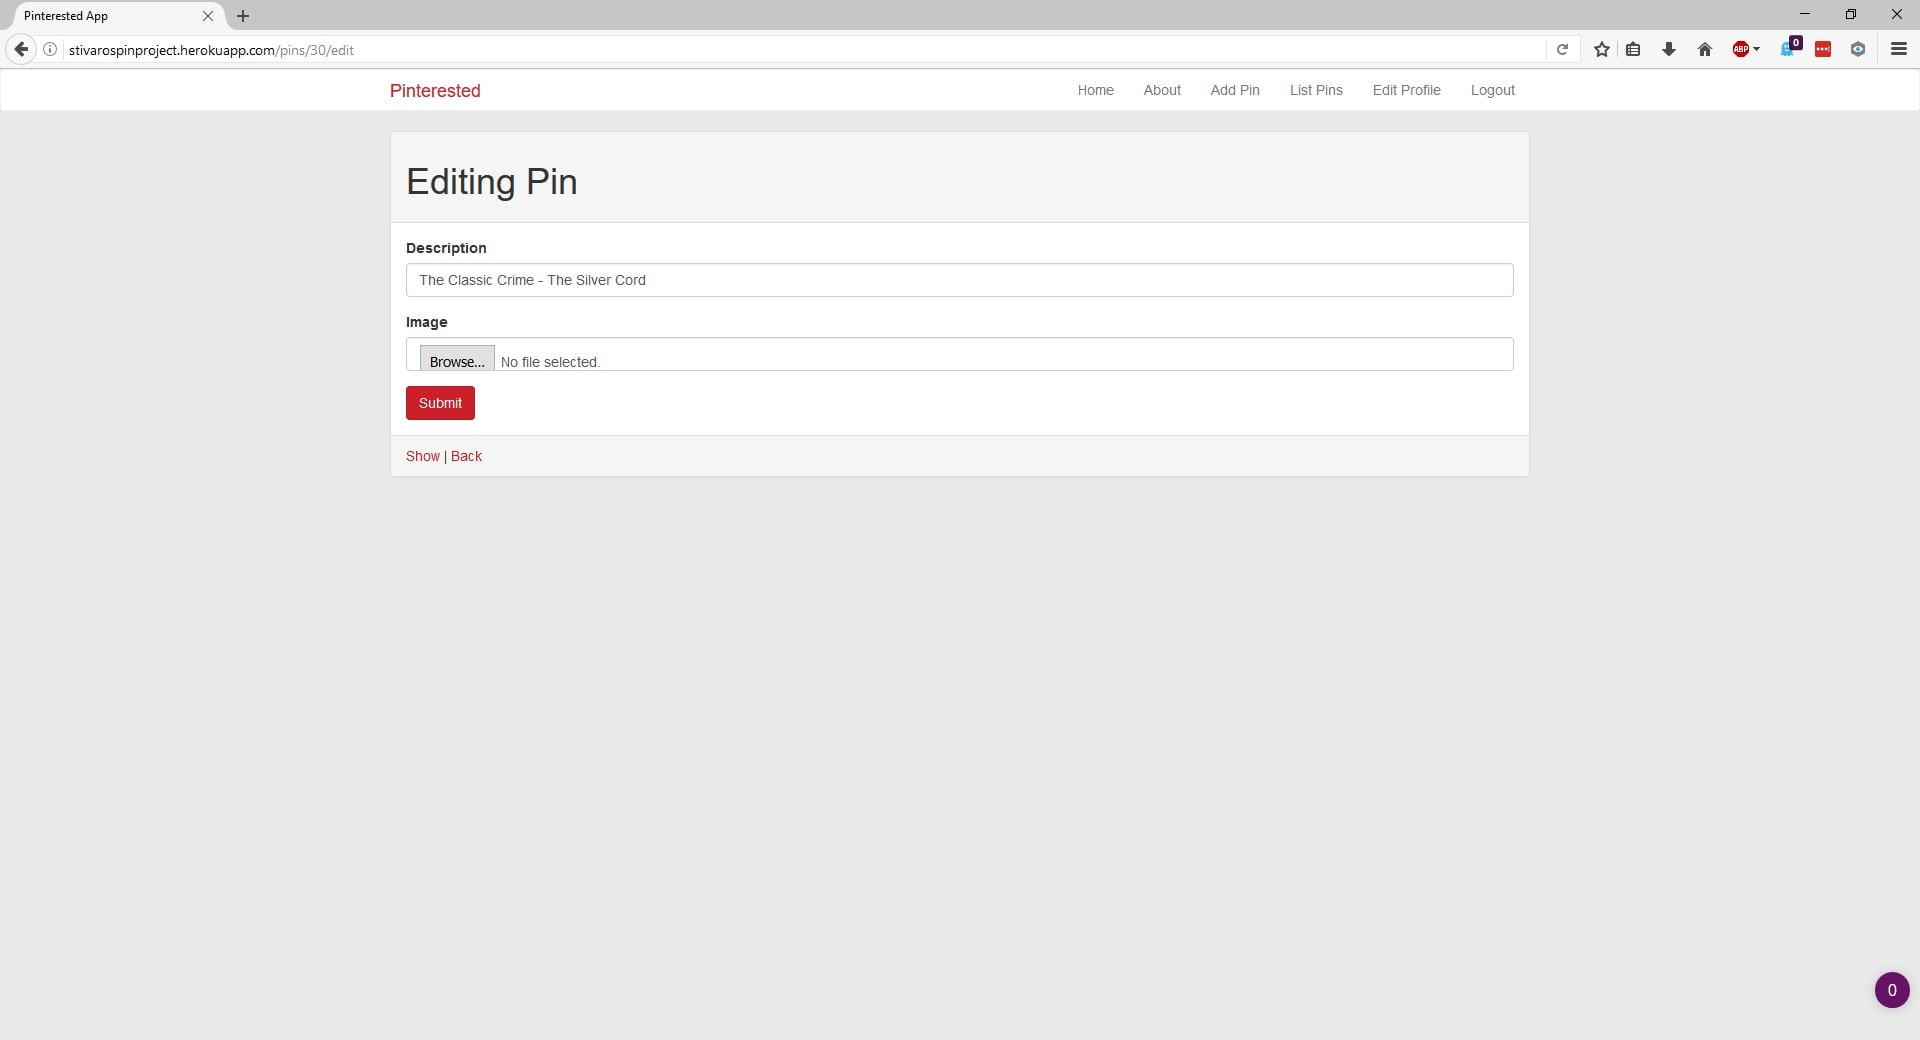 Pinterested App
stivarospinproject.herokuapp.com/pins/30/edit
ABP
0
Pinterested
Home About Add Pin List Pins Edit Profile Logout
Editing Pin
Description
The Classic Crime - The Silver Cord
Image
Browse... No file selected.
Submit
Show | Back
0